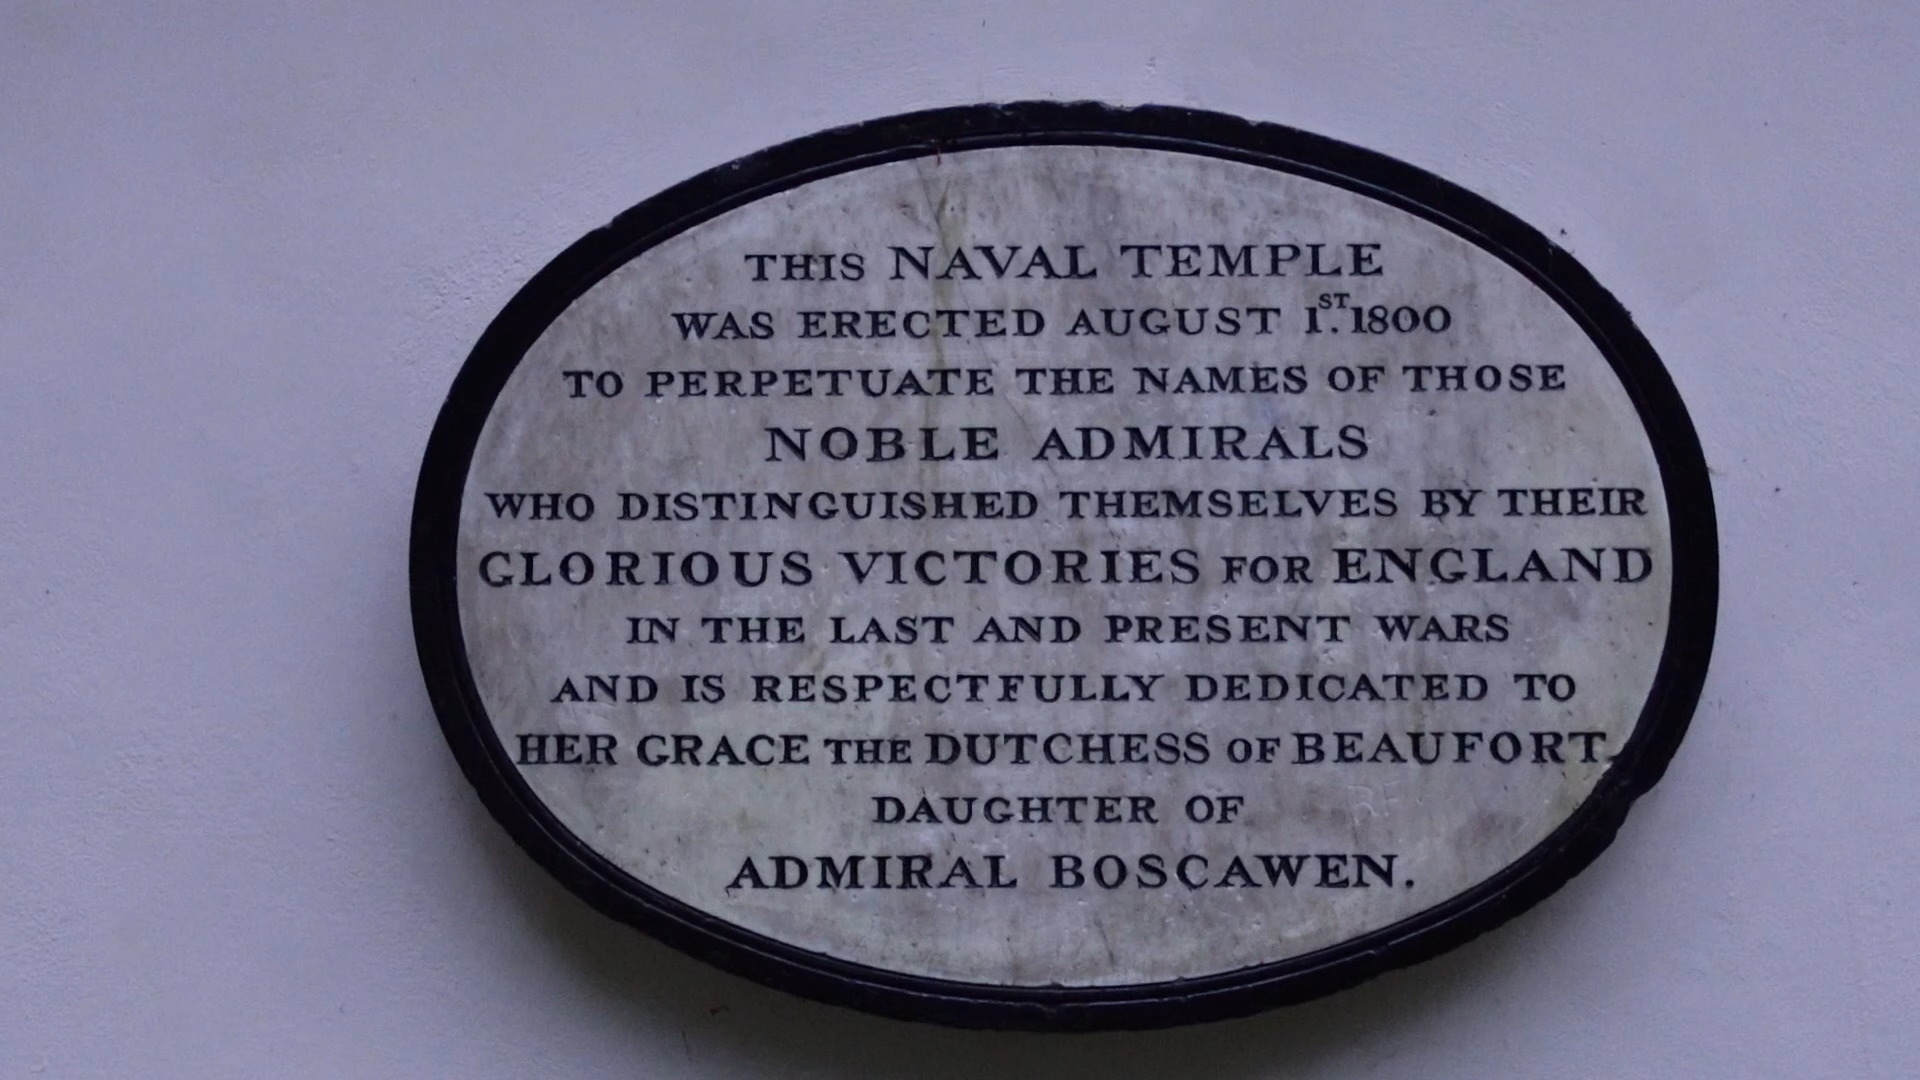 THIS NAVAL TEMPLE
WAS ERECTED AUGUST 1ST. 1800
TO PERPETUATE THE NAMES OF THOSE
NOBLE ADMIRALS
WHO DISTINGUISHED THEMSELVES BY THEIR
GLORIOUS VICTORIES FOR ENGLAND
IN THE LAST AND PRESENT WARS
AND IS RESPECTFULLY DEDICATED TO
HER GRACE THE DUTCHESS OF BEAUFORT,
DAUGHTER OF
ADMIRAL BOSCAWEN.